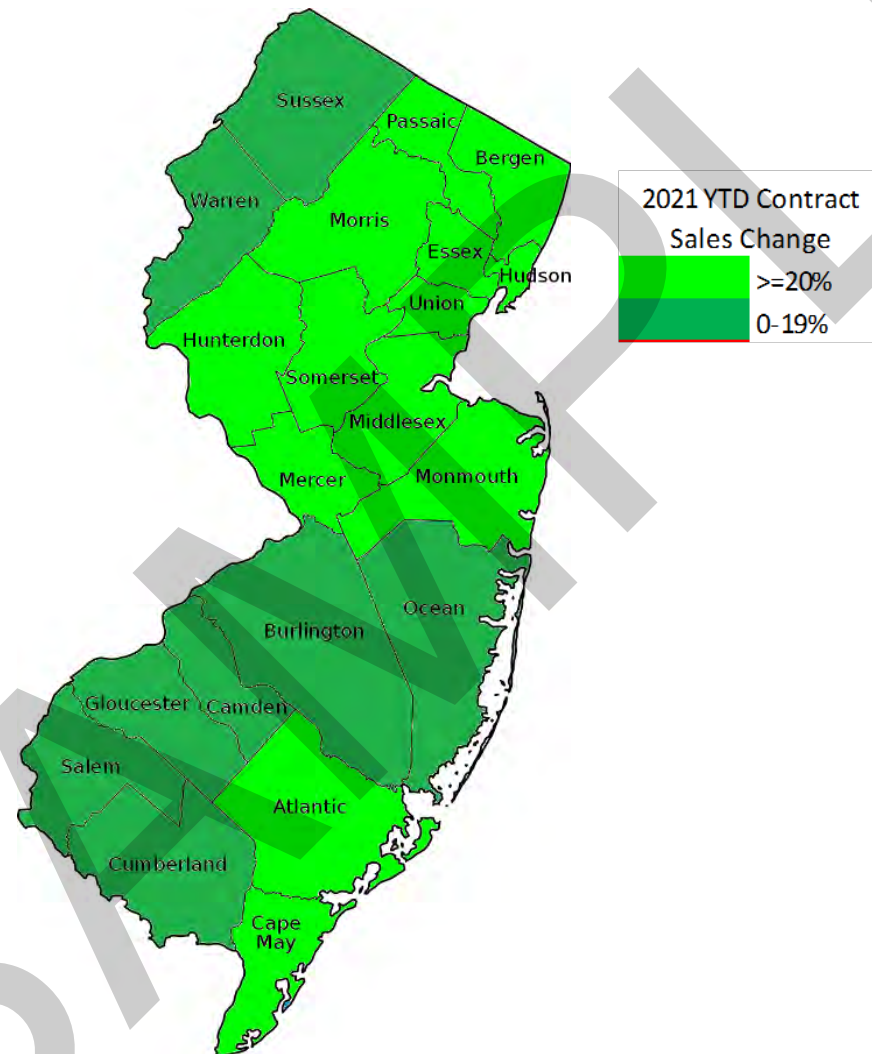 Sussex
Passaic
Bergen
Warren
Morris
Essex
Hudson
Union
Hunterdon
Somerset
Middlesex
Mercer
Monmouth
Ocean
Burlington
Gloucester
Camden
Salem
Atlantic
Cumberland
Cape
May
2021 YTD Contract
Sales Change
>=20%
0-19%
SAMPL